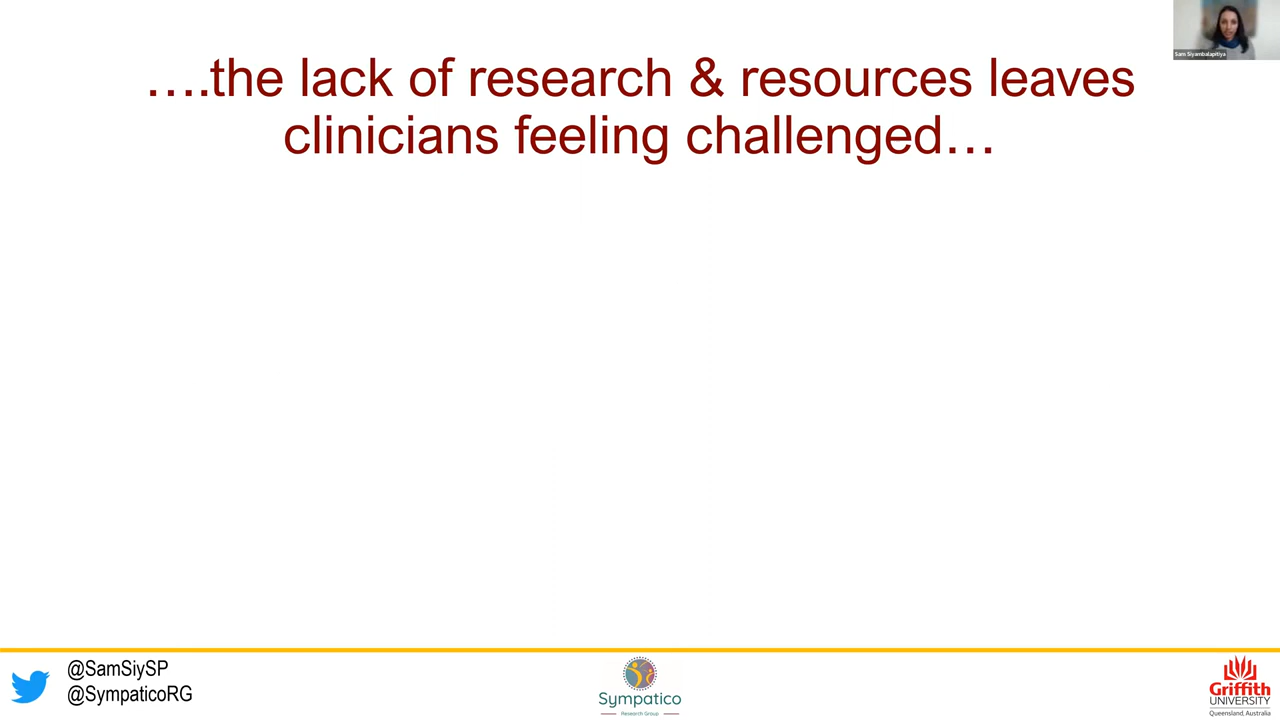 Sam Siyambalapitiya
….the lack of research & resources leaves
clinicians feeling challenged…
@SamSiySP
@SympaticoRG
Sympatico
Research Group
Griffith
UNIVERSITY
Queensland, Australia